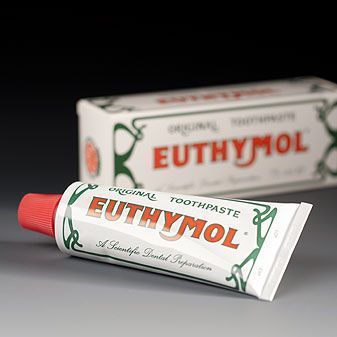 ORIGINAL TOOTHPASTE
EUTHYMOL
ORIGINAL TOOTHPASTE
EUTHYMOL
A Scientific Dental Preparation